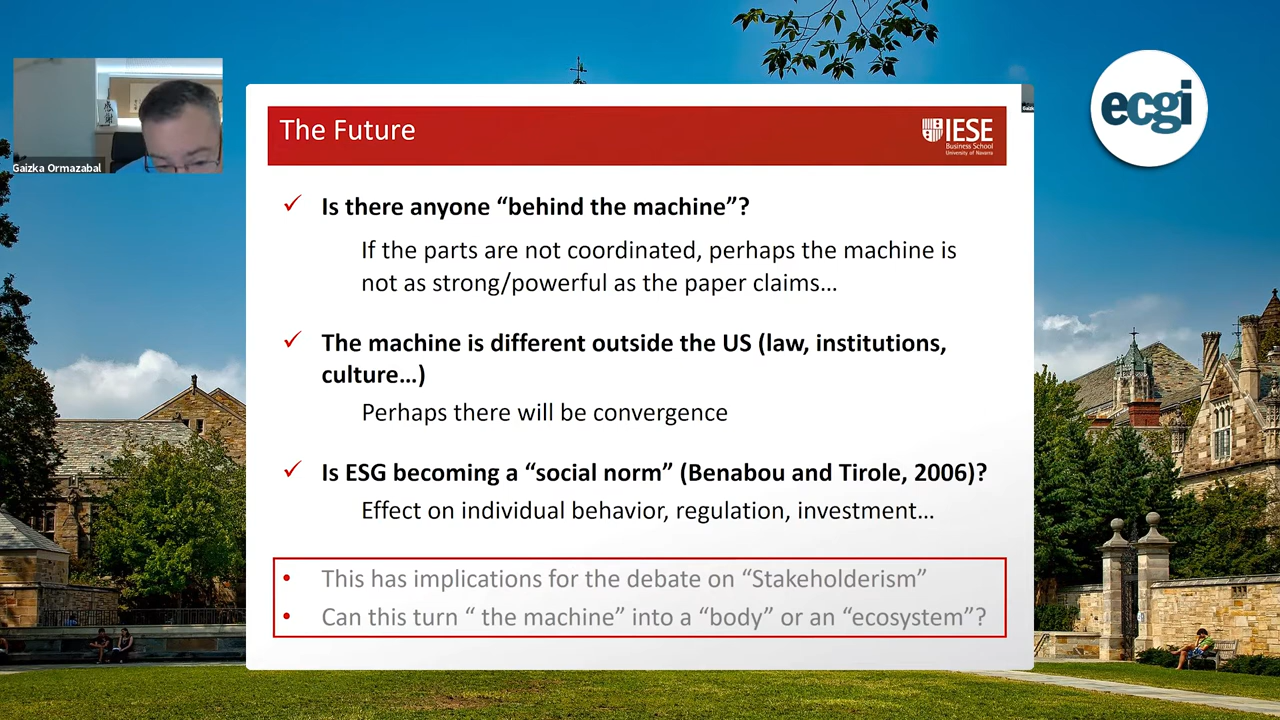 ecgi
Gaizka Ormazabal
The Future
IESE
Business School
University of Navarra
✓ Is there anyone “behind the machine”?
If the parts are not coordinated, perhaps the machine is
not as strong/powerful as the paper claims…
✓ The machine is different outside the US (law, institutions,
culture…)
Perhaps there will be convergence
✓ Is ESG becoming a “social norm” (Benabou and Tirole, 2006)?
Effect on individual behavior, regulation, investment…
• This has implications for the debate on “Stakeholderism”
• Can this turn “ the machine” into a “body” or an “ecosystem”?